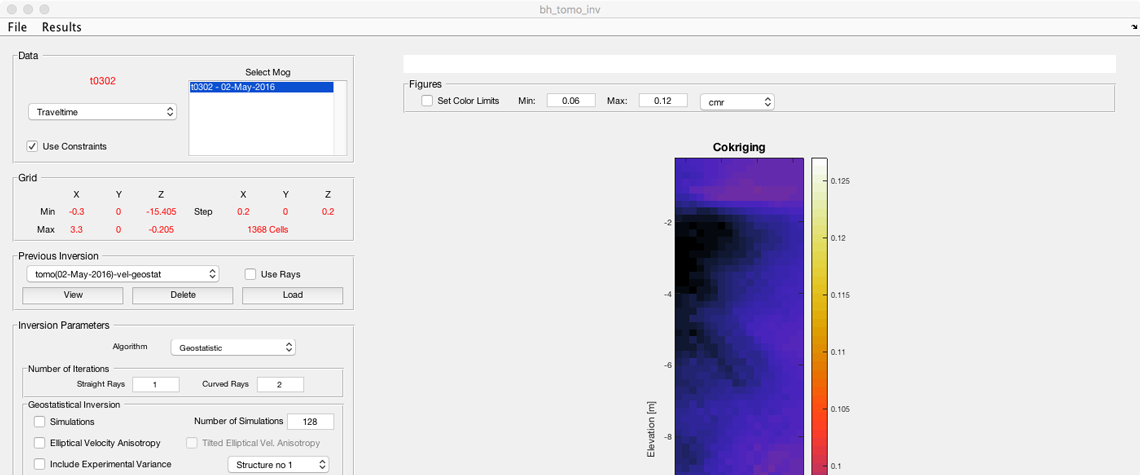 bh_tomo_inv
File Results
Data
t0302
Select Mog
t0302 - 02-May-2016
Traveltime
Use Constraints
Grid
X Y Z X Y Z
Min -0.3 0 -15.405 Step 0.2 0 0.2
Max 3.3 0 -0.205 1368 Cells
Previous Inversion
tomo(02-May-2016)-vel-geostat Use Rays
View Delete Load
Inversion Parameters
Algorithm Geostatistic
Number of Iterations
Straight Rays 1 Curved Rays 2
Geostatistical Inversion
Simulations Number of Simulations 128
Elliptical Velocity Anisotropy Tilted Elliptical Vel. Anisotropy
Include Experimental Variance Structure no 1
Figures
Set Color Limits Min: 0.06 Max: 0.12 cmr
Cokriging
Elevation [m]
-2
-4
-6
-8
0.125
0.12
0.115
0.11
0.105
0.1